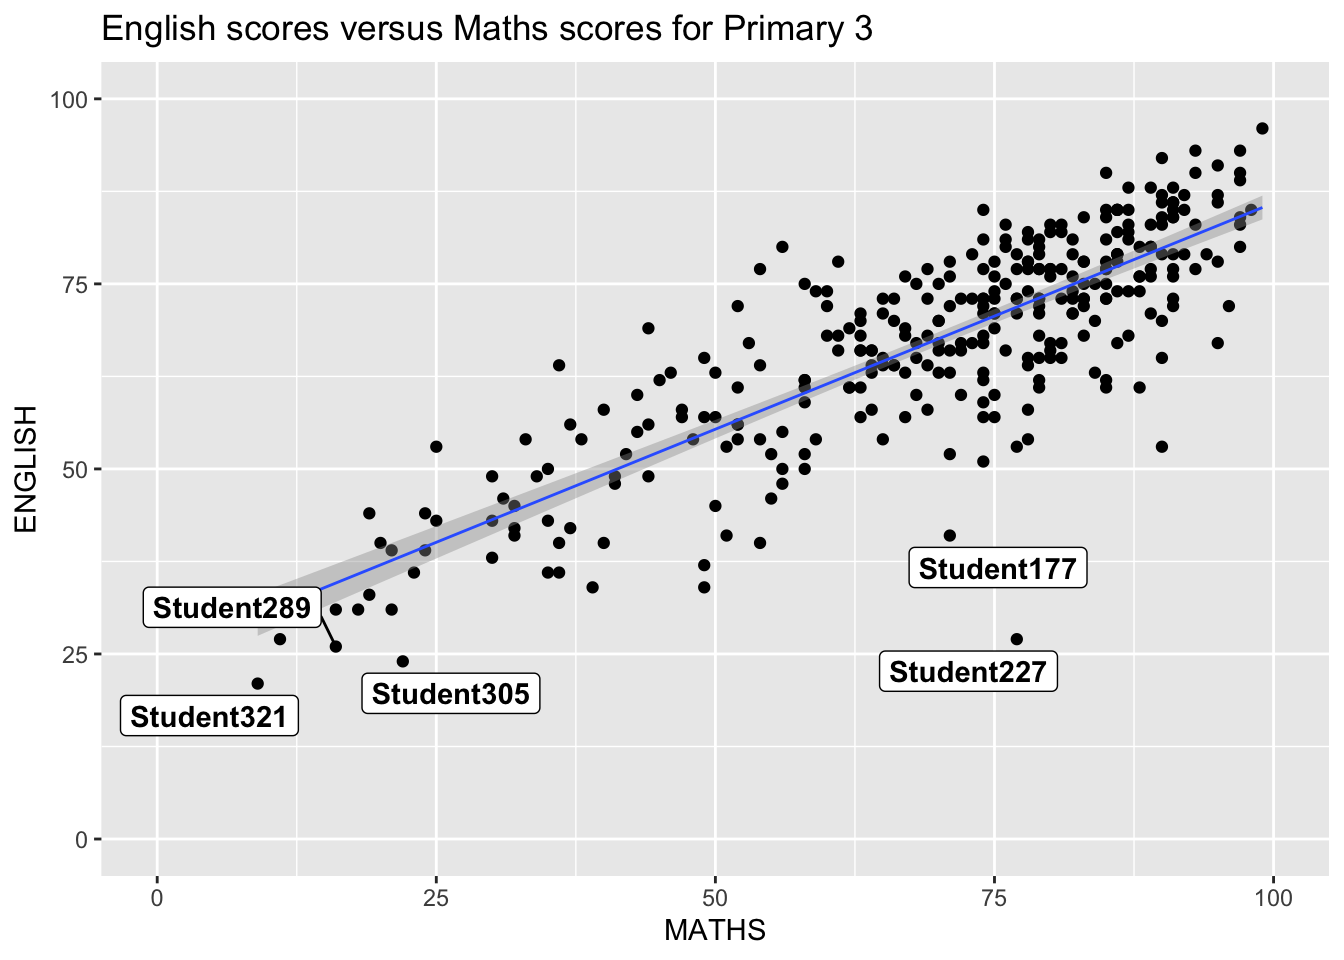 English scores versus Maths scores for Primary 3
ENGLISH
100
75
50
25
0
Student177
Student289
Student227
Student305
Student321
0 25 50 75 100
MATHS